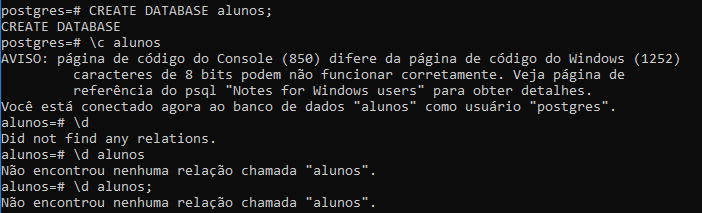 postgres=# CREATE DATABASE alunos;
CREATE DATABASE
postgres=# \c alunos
AVISO: página de código do Console (850) difere da página de código do Windows (1252)
caracteres de 8 bits podem não funcionar corretamente. Veja página de
referência do psql "Notes for Windows users" para obter detalhes.
Você está conectado agora ao banco de dados "alunos" como usuário "postgres".
alunos=# \d
Did not find any relations.
alunos=# \d alunos
Não encontrou nenhuma relação chamada "alunos".
alunos=# \d alunos;
Não encontrou nenhuma relação chamada "alunos".